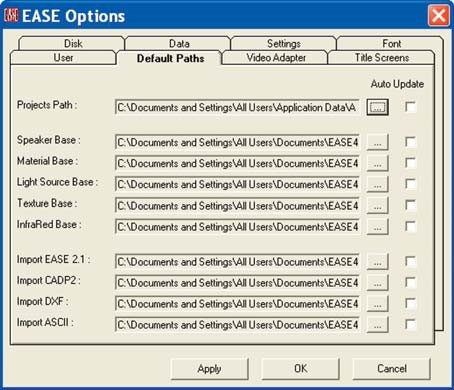 EASE EASE Options
Disk Data Settings Font
User Default Paths Video Adapter Title Screens
Auto Update
Projects Path : C:\Documents and Settings\All Users\Application Data\A ...
Speaker Base : C:\Documents and Settings\All Users\Documents\EASE4 ...
Material Base : C:\Documents and Settings\All Users\Documents\EASE4 ...
Light Source Base : C:\Documents and Settings\All Users\Documents\EASE4 ...
Texture Base : C:\Documents and Settings\All Users\Documents\EASE4 ...
InfraRed Base : C:\Documents and Settings\All Users\Documents\EASE4 ...
Import EASE 2.1 : C:\Documents and Settings\All Users\Documents\EASE4 ...
Import CADP2 : C:\Documents and Settings\All Users\Documents\EASE4 ...
Import DXF : C:\Documents and Settings\All Users\Documents\EASE4 ...
Import ASCII : C:\Documents and Settings\All Users\Documents\EASE4 ...
Apply OK Cancel